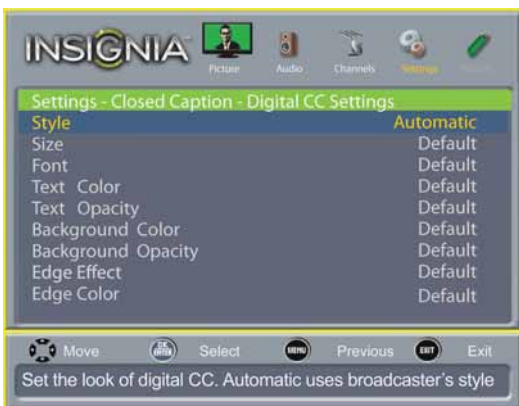 INSIGNIA
Picture Audio Channels Settings
Settings - Closed Caption - Digital CC Settings
Style Automatic
Size Default
Font Default
Text Color Default
Text Opacity Default
Background Color Default
Background Opacity Default
Edge Effect Default
Edge Color Default
Move OK ENTER Select MENU Previous EXIT Exit
Set the look of digital CC. Automatic uses broadcaster's style